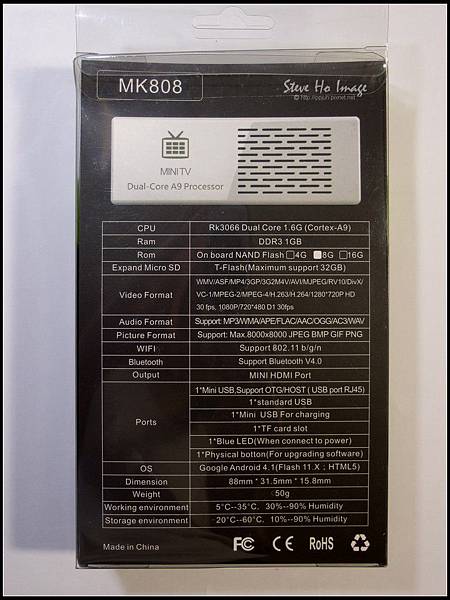 MK808
Steve Ho Image
MINI TV
Dual-Core A9 Processor
CPU Rk3066 Dual Core 1.6G (Cortex-A9)
Ram DDR3 1GB
Rom On board NAND Flash □4G ■8G □16G
Expand Micro SD T-Flash(Maximum support 32GB)
Video Format WMV/ASF/MP4/3GP/3G2M4V/AVI/MJPEG/RV10/DivX/
VC-1/MPEG-2/MPEG-4/H.263/H.264/1280*720P HD
30 fps, 1080P/720*480 D1 30fps
Audio Format Support: MP3/WMA/APE/FLAC/AAC/OGG/AC3/WAV
Picture Format Support: Max.8000x8000 JPEG BMP GIF PNG
WIFI Support 802.11 b/g/n
Bluetooth Support Bluetooth V4.0
Output MINI HDMI Port
Ports 1*Mini USB,Support OTG/HOST ( USB port RJ45)
1*standard USB
1*Mini USB For charging
1*TF card slot
1*Blue LED(When connect to power)
1*Physical botton(For upgrading software)
OS Google Android 4.1(Flash 11.X ; HTML5)
Dimension 88mm * 31.5mm * 15.8mm
Weight 50g
Working environment 5°C--35°C. 30%--90% Humidity
Storage environment -20°C--60°C. 10%--90% Humidity
Made in China FC CE RoHS